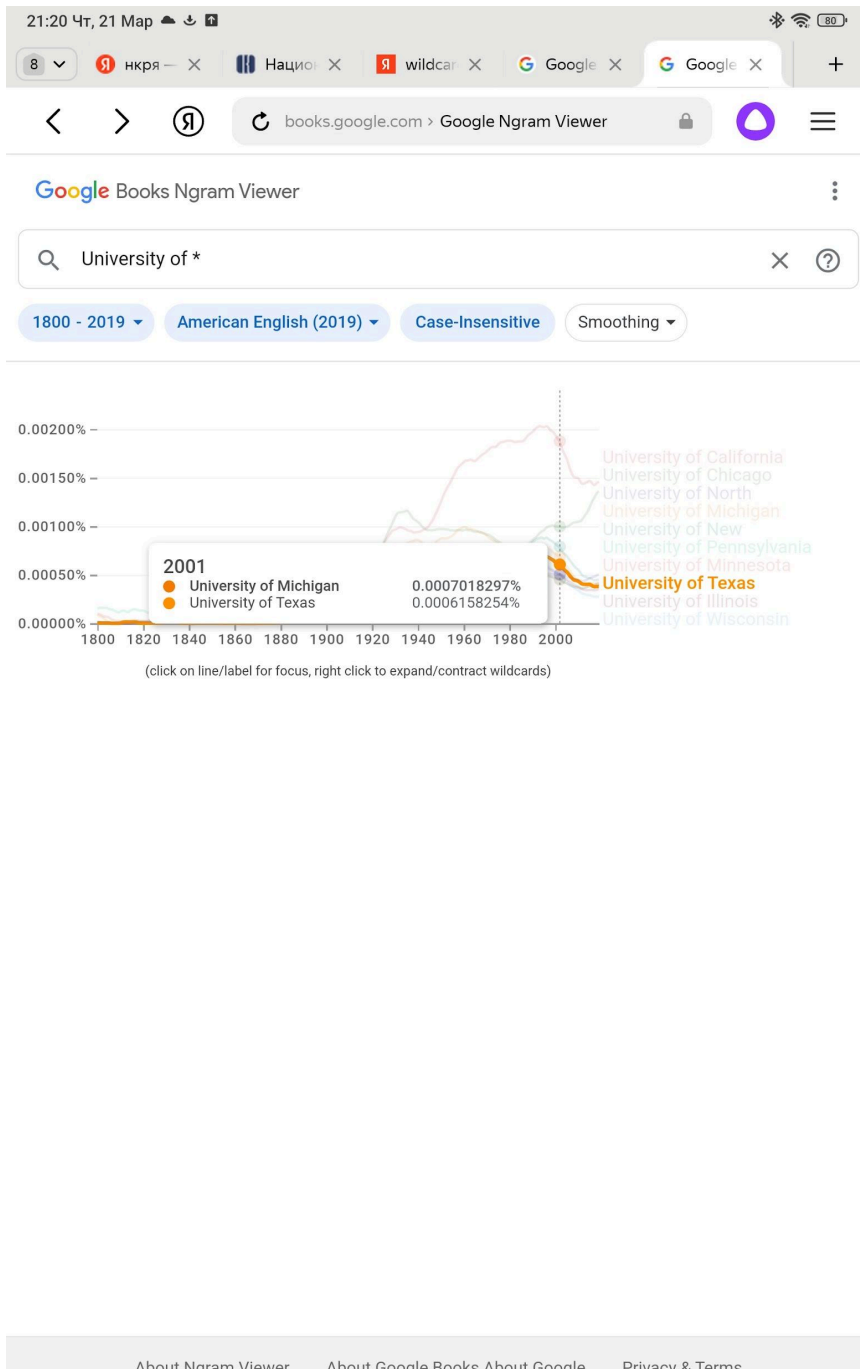 21:20 Чт, 21 Мар
80
8
нкря —
Национ
wildcar
Google
Google
books.google.com › Google Ngram Viewer
Google Books Ngram Viewer
University of *
1800 - 2019
American English (2019)
Case-Insensitive
Smoothing
0.00200%
0.00150%
0.00100%
0.00050%
0.00000%
2001
University of Michigan 0.0007018297%
University of Texas 0.0006158254%
University of California
University of Chicago
University of North
University of Michigan
University of New
University of Pennsylvania
University of Minnesota
University of Texas
University of Illinois
University of Wisconsin
1800 1820 1840 1860 1880 1900 1920 1940 1960 1980 2000
(click on line/label for focus, right click to expand/contract wildcards)
About Ngram Viewer About Google Books About Google Privacy & Terms